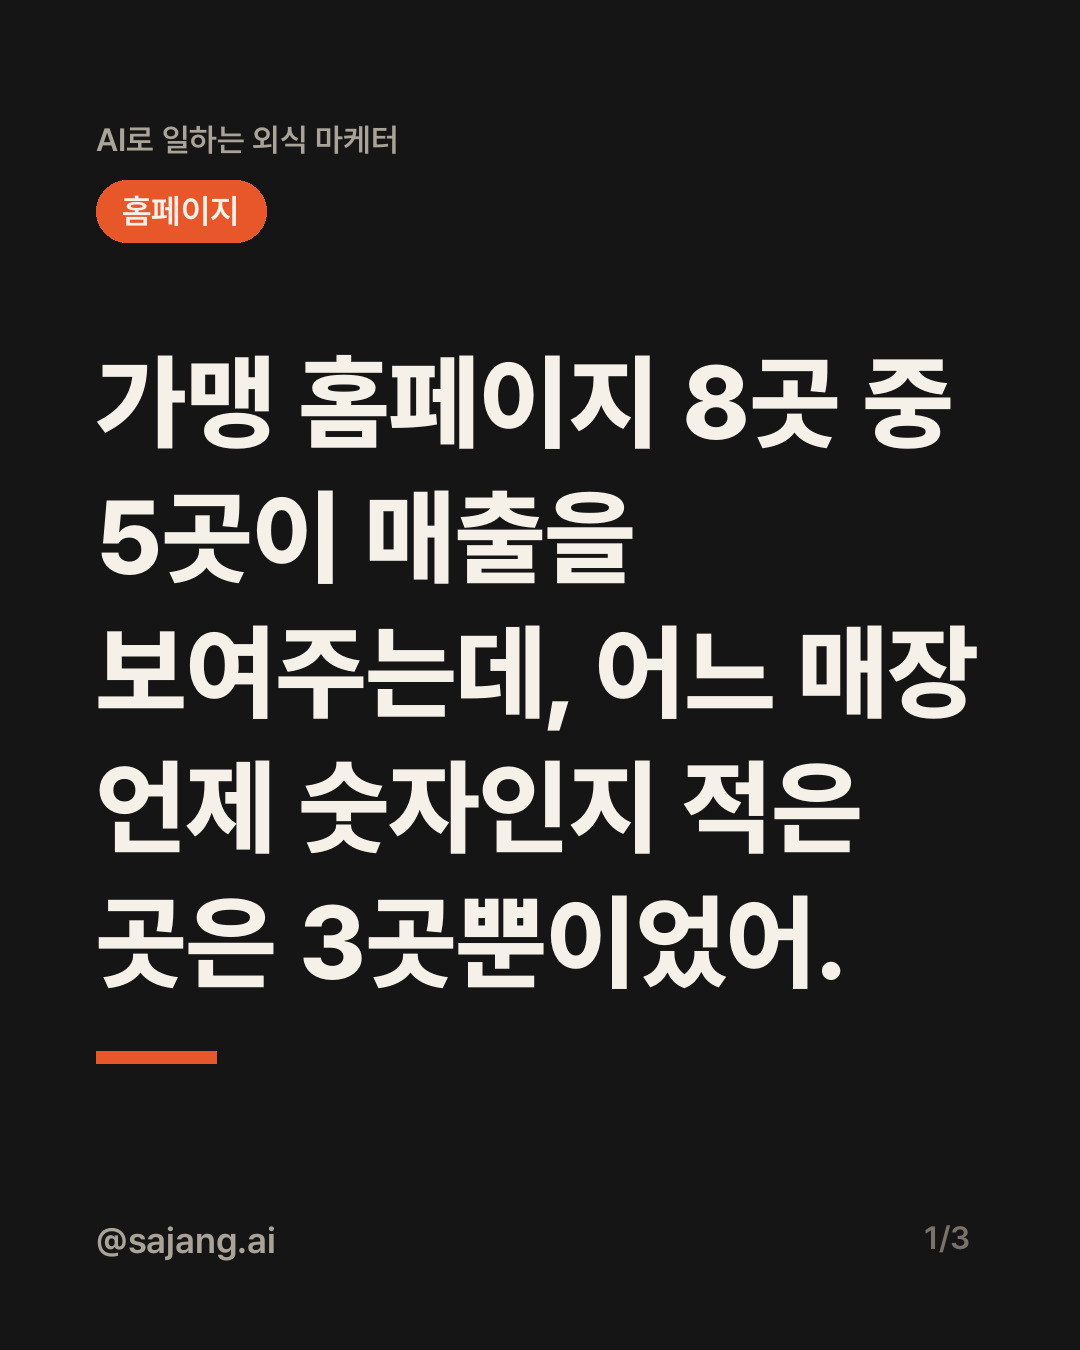 AI로 일하는 외식 마케터
홈페이지
가맹 홈페이지 8곳 중
5곳이 매출을
보여주는데, 어느 매장
언제 숫자인지 적은
곳은 3곳뿐이었어.
@sajang.ai
1/3